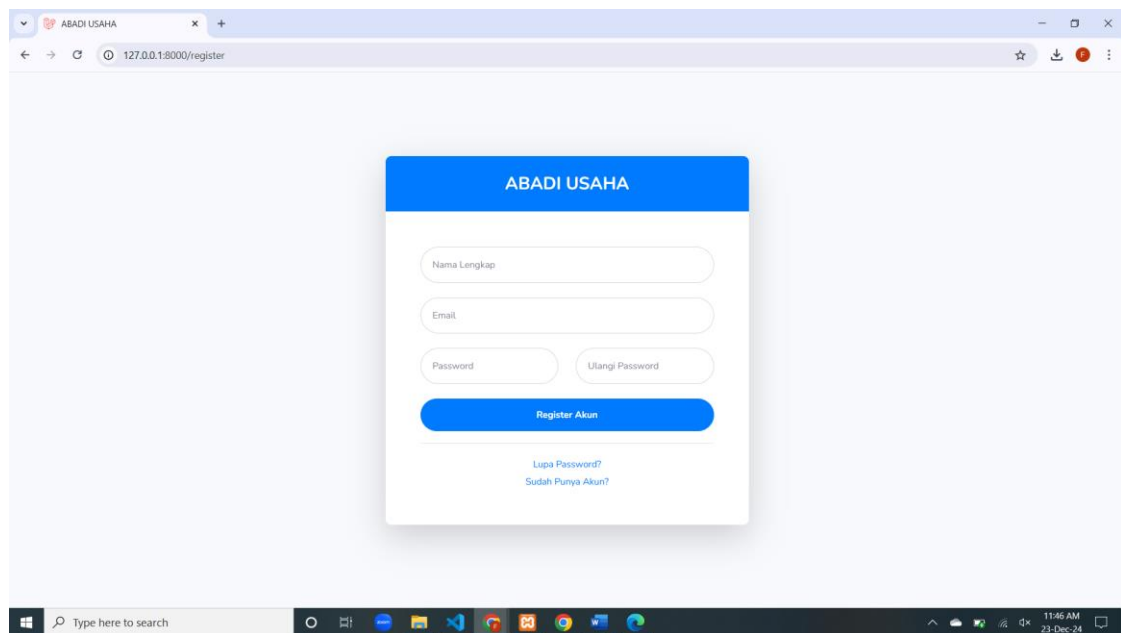 ABADI USAHA
127.0.0.1:8000/register
ABADI USAHA
Nama Lengkap
Email
Password Ulangi Password
Register Akun
Lupa Password?
Sudah Punya Akun?
Type here to search
11:46 AM
23-Dec-24